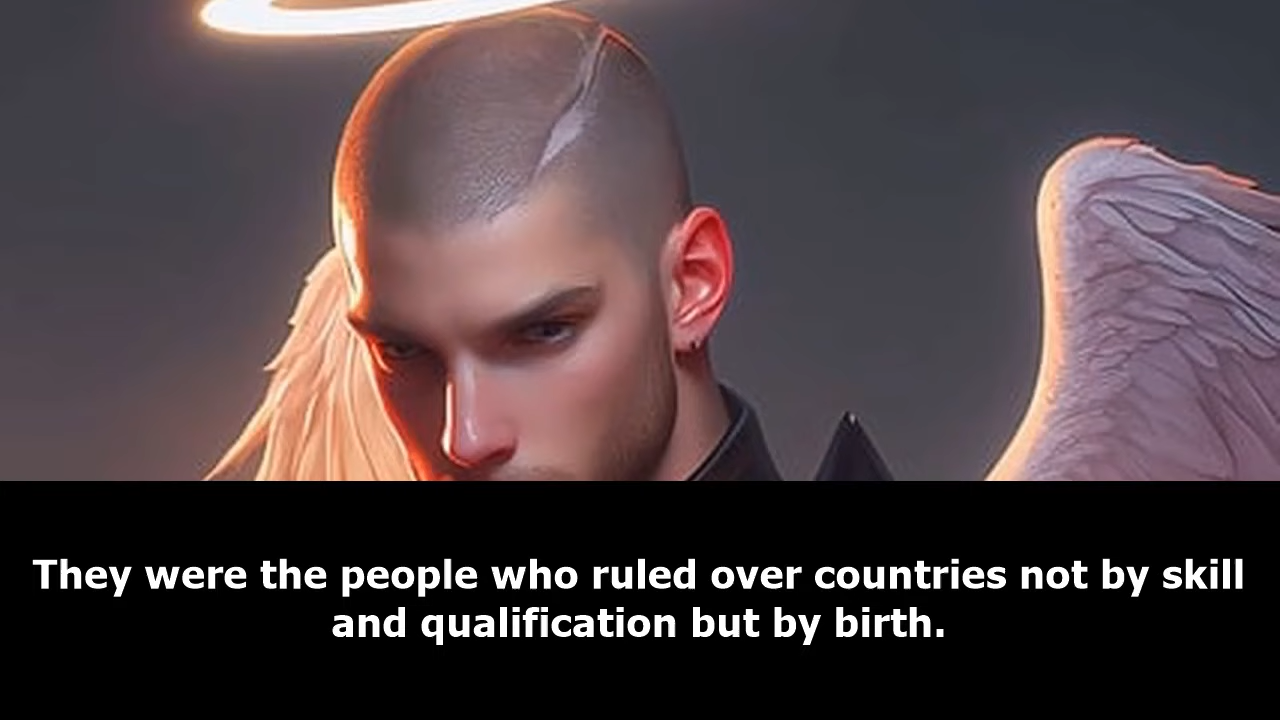 They were the people who ruled over countries not by skill
and qualification but by birth.